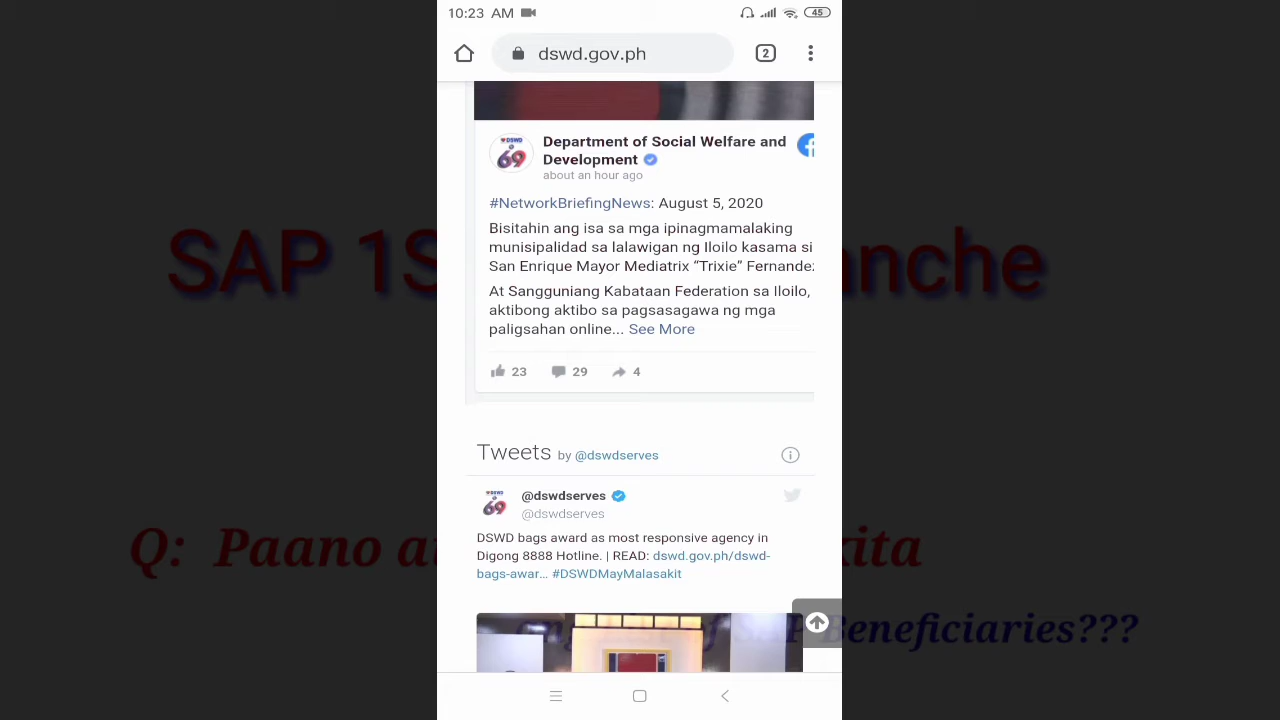 10:23 AM
45
dswd.gov.ph
2
DSWD
69
Department of Social Welfare and
Development
about an hour ago
#NetworkBriefingNews: August 5, 2020
Bisitahin ang isa sa mga ipinagmamalaking
munisipalidad sa lalawigan ng Iloilo kasama si
San Enrique Mayor Mediatrix “Trixie” Fernande
At Sangguniang Kabataan Federation sa Iloilo,
aktibong aktibo sa pagsasagawa ng mga
paligsahan online... See More
23 29 4
Tweets by @dswdserves
DSWD
69
@dswdserves
@dswdserves
DSWD bags award as most responsive agency in
Digong 8888 Hotline. | READ: dswd.gov.ph/dswd-
bags-awar... #DSWDMayMalasakit
SAP 1S anche
Q: Paano a kita
Beneficiaries???